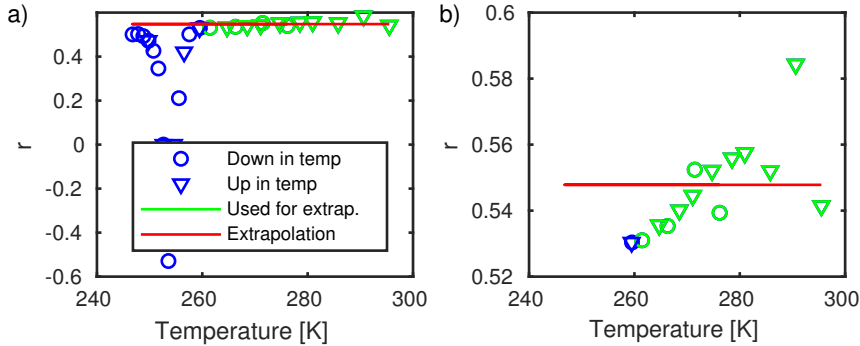 a)
0.4
0.2
0
-0.2
-0.4
-0.6
r
240
260
280
300
Temperature [K]
Down in temp
Up in temp
Used for extrap.
Extrapolation
b)
0.6
0.58
0.56
0.54
0.52
r
240
260
280
300
Temperature [K]